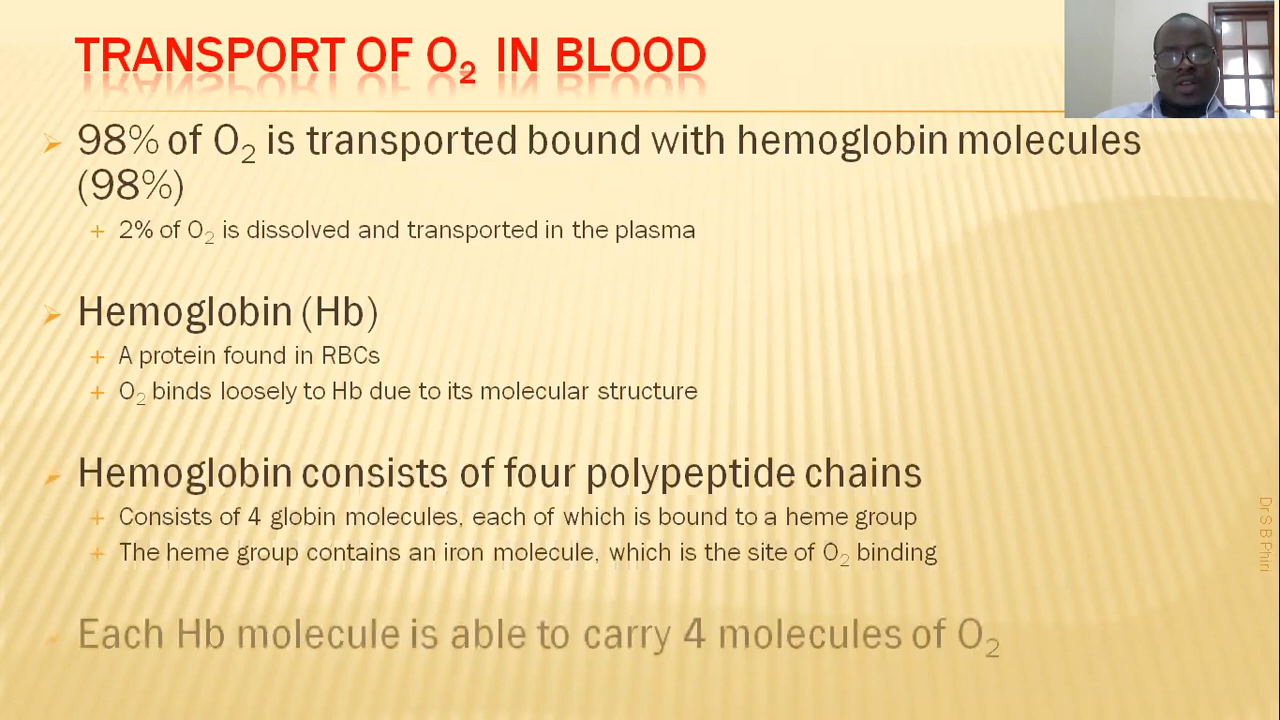 TRANSPORT OF O₂ IN BLOOD
98% of O₂ is transported bound with hemoglobin molecules
(98%)
2% of O₂ is dissolved and transported in the plasma
Hemoglobin (Hb)
A protein found in RBCs
O₂ binds loosely to Hb due to its molecular structure
Hemoglobin consists of four polypeptide chains
Consists of 4 globin molecules, each of which is bound to a heme group
The heme group contains an iron molecule, which is the site of O₂ binding
Each Hb molecule is able to carry 4 molecules of O₂
Dr S B Phiri